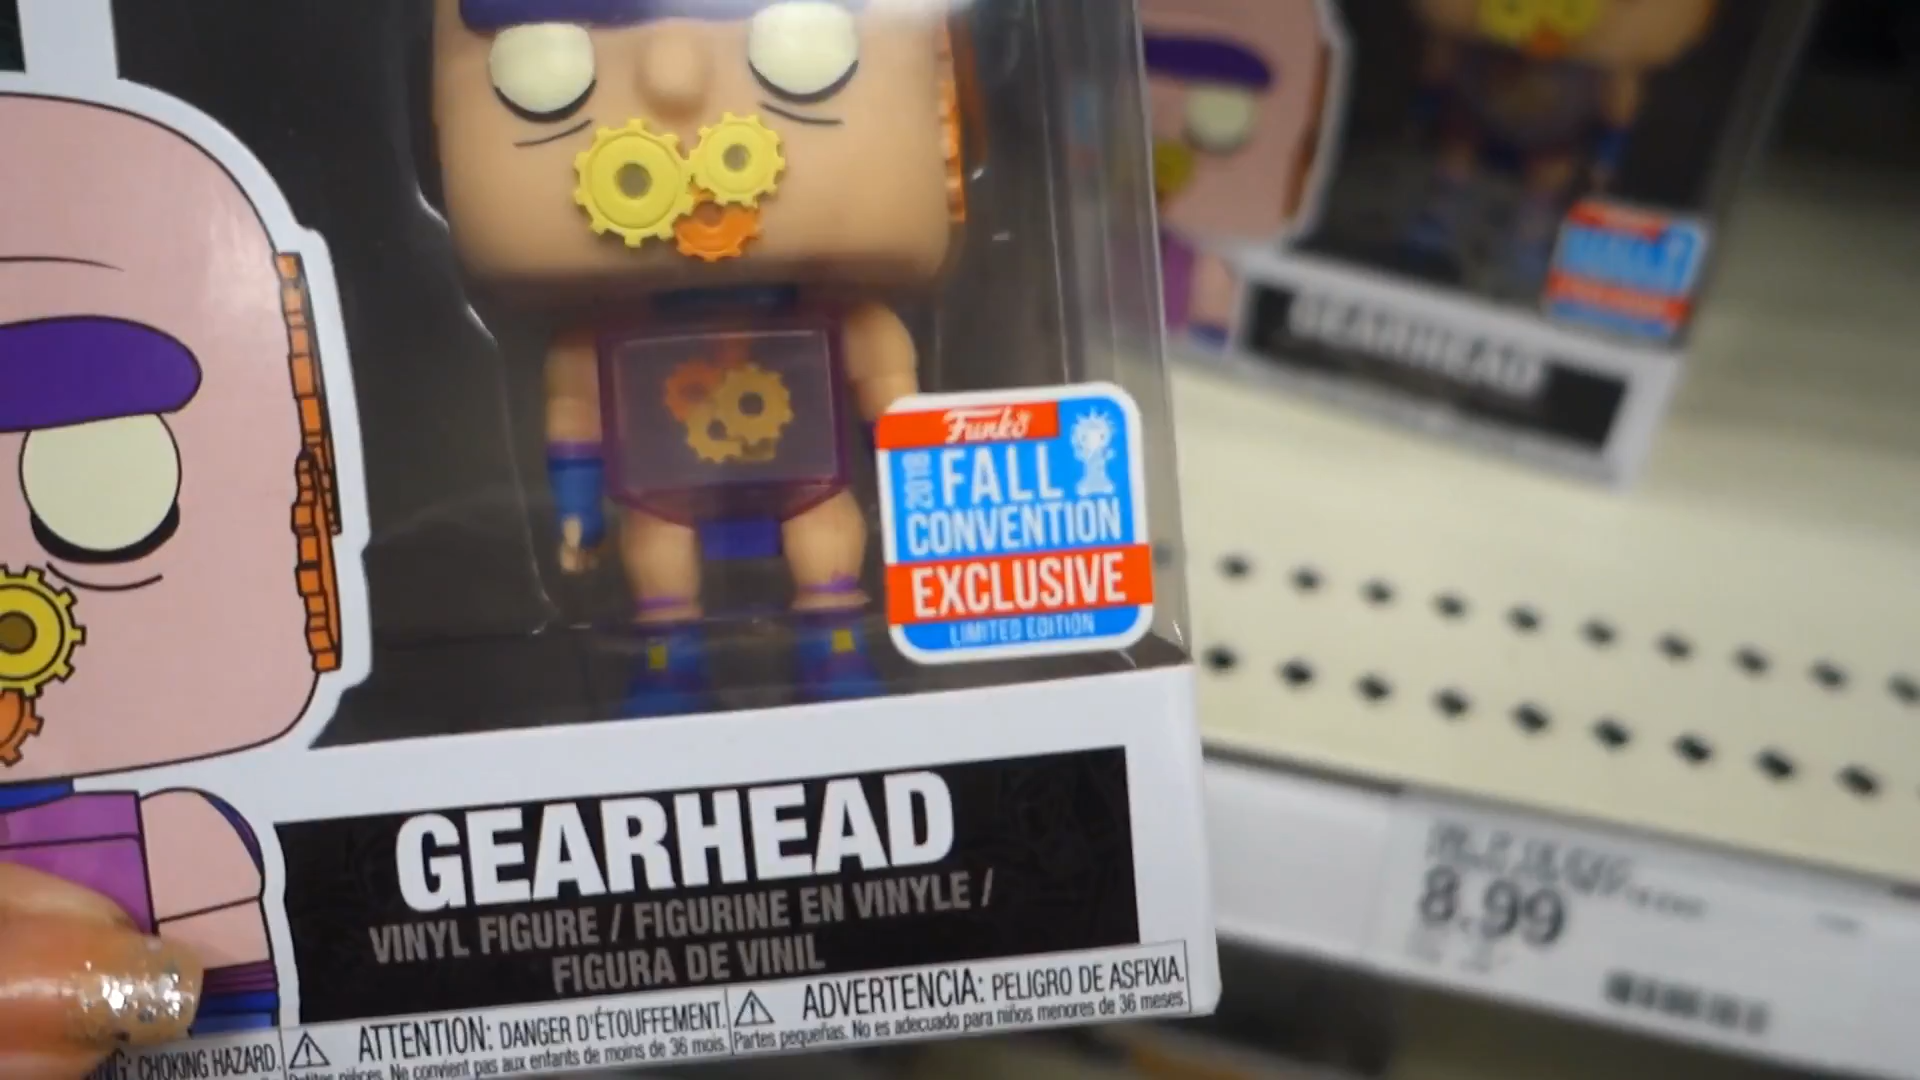 Funko
2018
FALL
CONVENTION
EXCLUSIVE
LIMITED EDITION
GEARHEAD
GEARHEAD
VINYL FIGURE / FIGURINE EN VINYLE /
FIGURA DE VINIL
CHOKING HAZARD.
ATTENTION: DANGER D'ÉTOUFFEMENT.
Ne convient pas aux enfants de moins de 36 mois.
ADVERTENCIA: PELIGRO DE ASFIXIA.
Partes pequeñas. No es adecuado para niños menores de 36 meses.
8.99